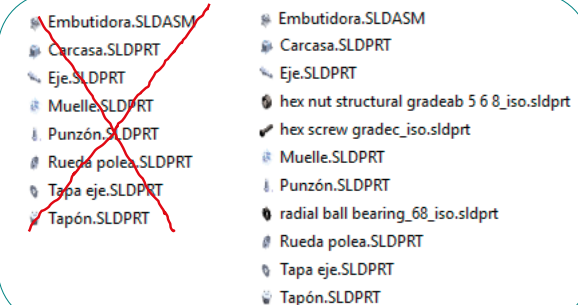 Embutidora.SLDASM
Carcasa.SLDPRT
Eje.SLDPRT
Muelle.SLDPRT
Punzón.SLDPRT
Rueda polea.SLDPRT
Tapa eje.SLDPRT
Tapón.SLDPRT
Embutidora.SLDASM
Carcasa.SLDPRT
Eje.SLDPRT
hex nut structural gradeab 5 6 8_iso.sldprt
hex screw gradec_iso.sldprt
Muelle.SLDPRT
Punzón.SLDPRT
radial ball bearing_68_iso.sldprt
Rueda polea.SLDPRT
Tapa eje.SLDPRT
Tapón.SLDPRT